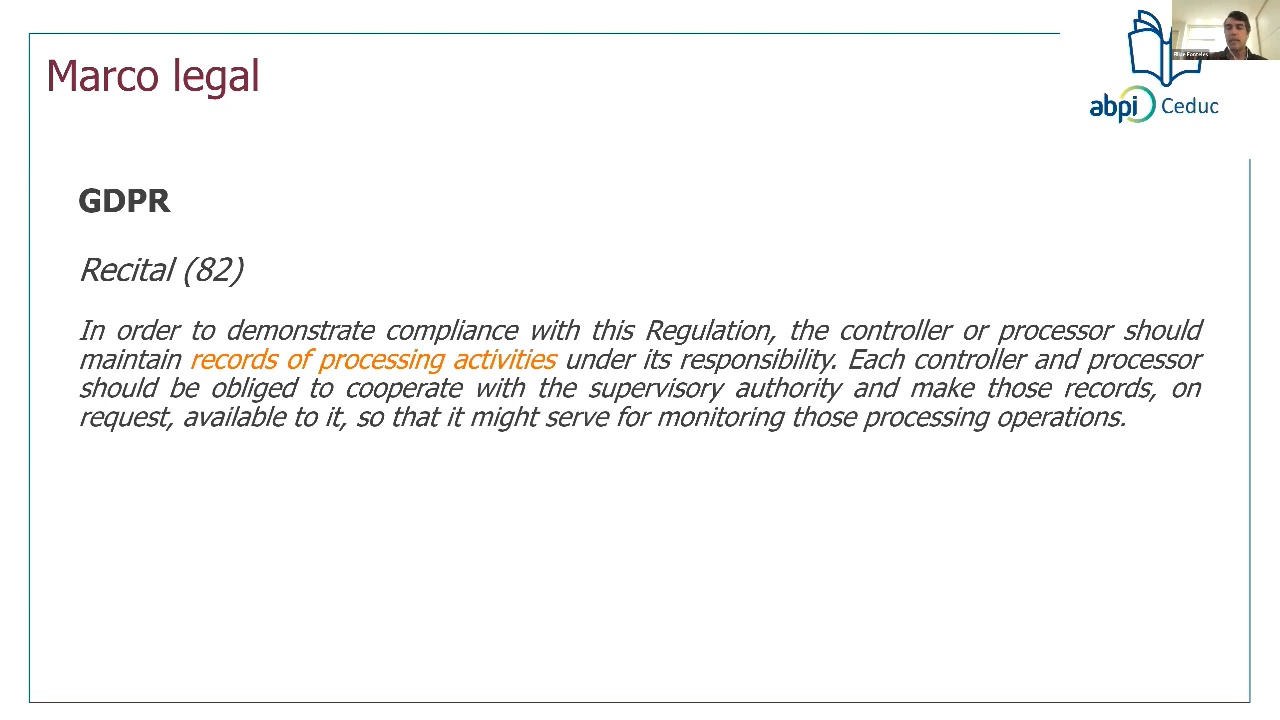 Marco legal
abpi Ceduc
GDPR
Recital (82)
In order to demonstrate compliance with this Regulation, the controller or processor should
maintain records of processing activities under its responsibility. Each controller and processor
should be obliged to cooperate with the supervisory authority and make those records, on
request, available to it, so that it might serve for monitoring those processing operations.